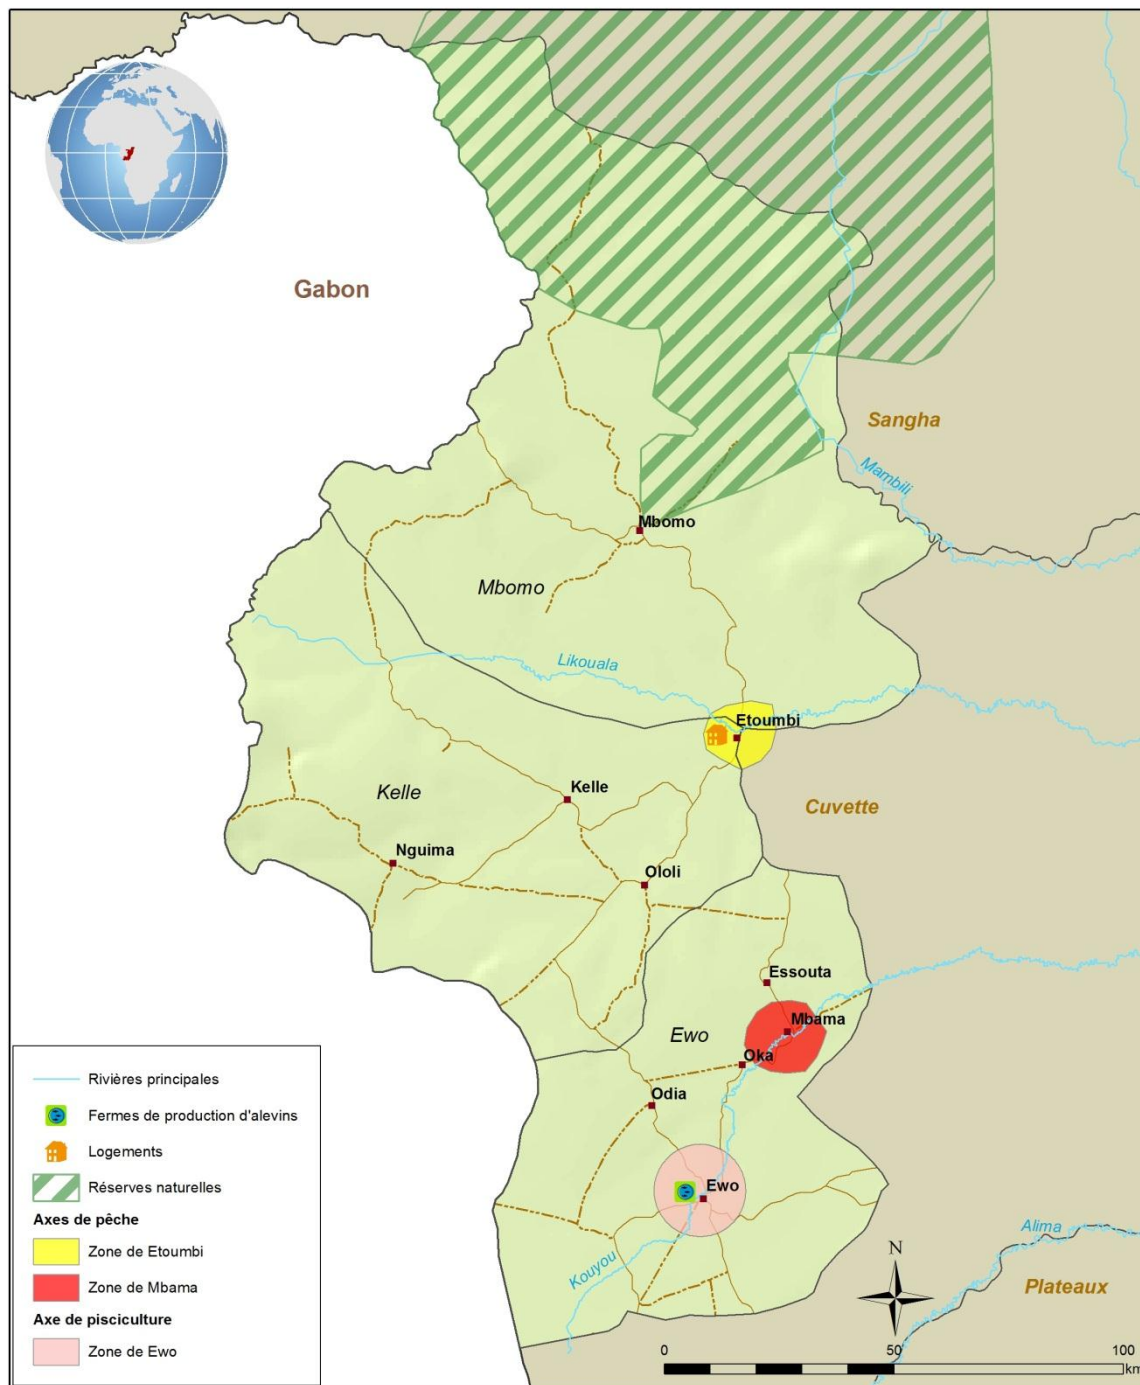 Gabon
Sangha
Mambili
Mbomo
Mbomo
Likouala
Etoumbi
Kelle
Kelle
Cuvette
Nguima
Ololi
Essouta
Mbama
Ewo
Oka
Odia
Ewo
Kouyou
Alima
Plateaux
N
0 50 100
km
Rivières principales
Fermes de production d'alevins
Logements
Réserves naturelles
Axes de pêche
Zone de Etoumbi
Zone de Mbama
Axe de pisciculture
Zone de Ewo